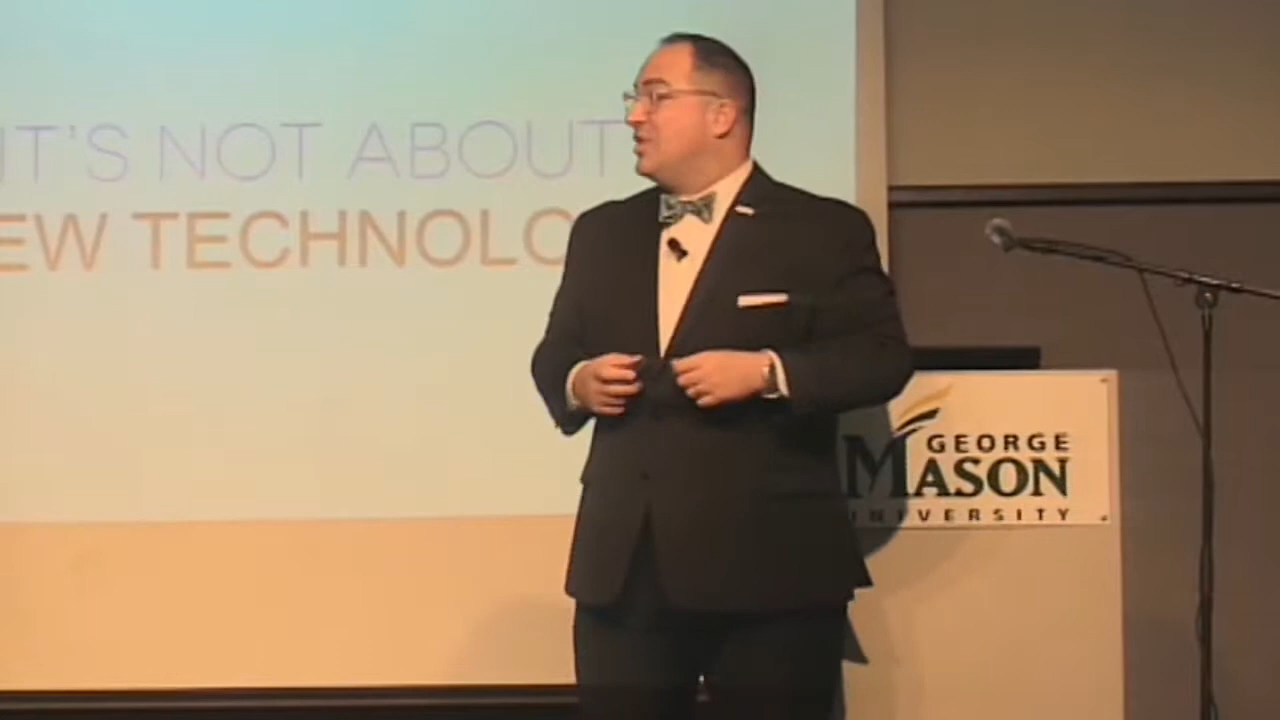 IT'S NOT ABOUT
EW TECHNOLO
GEORGE
MASON
UNIVERSITY